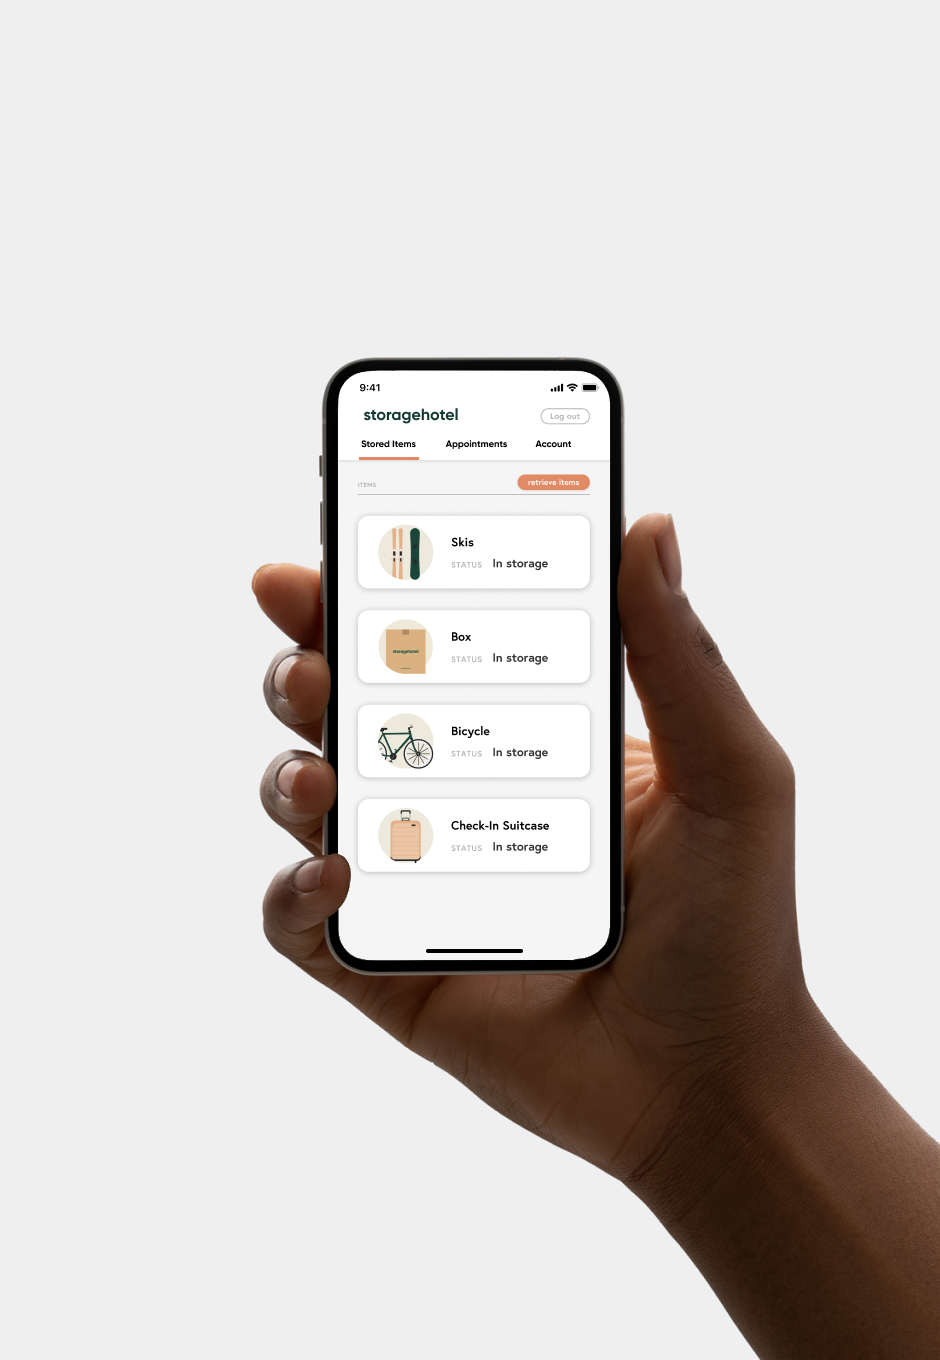 9:41
storagehotel
Log out
Stored Items Appointments Account
ITEMS
retrieve items
Skis
STATUS In storage
Box
STATUS In storage
storagehotel
Bicycle
STATUS In storage
Check-In Suitcase
STATUS In storage